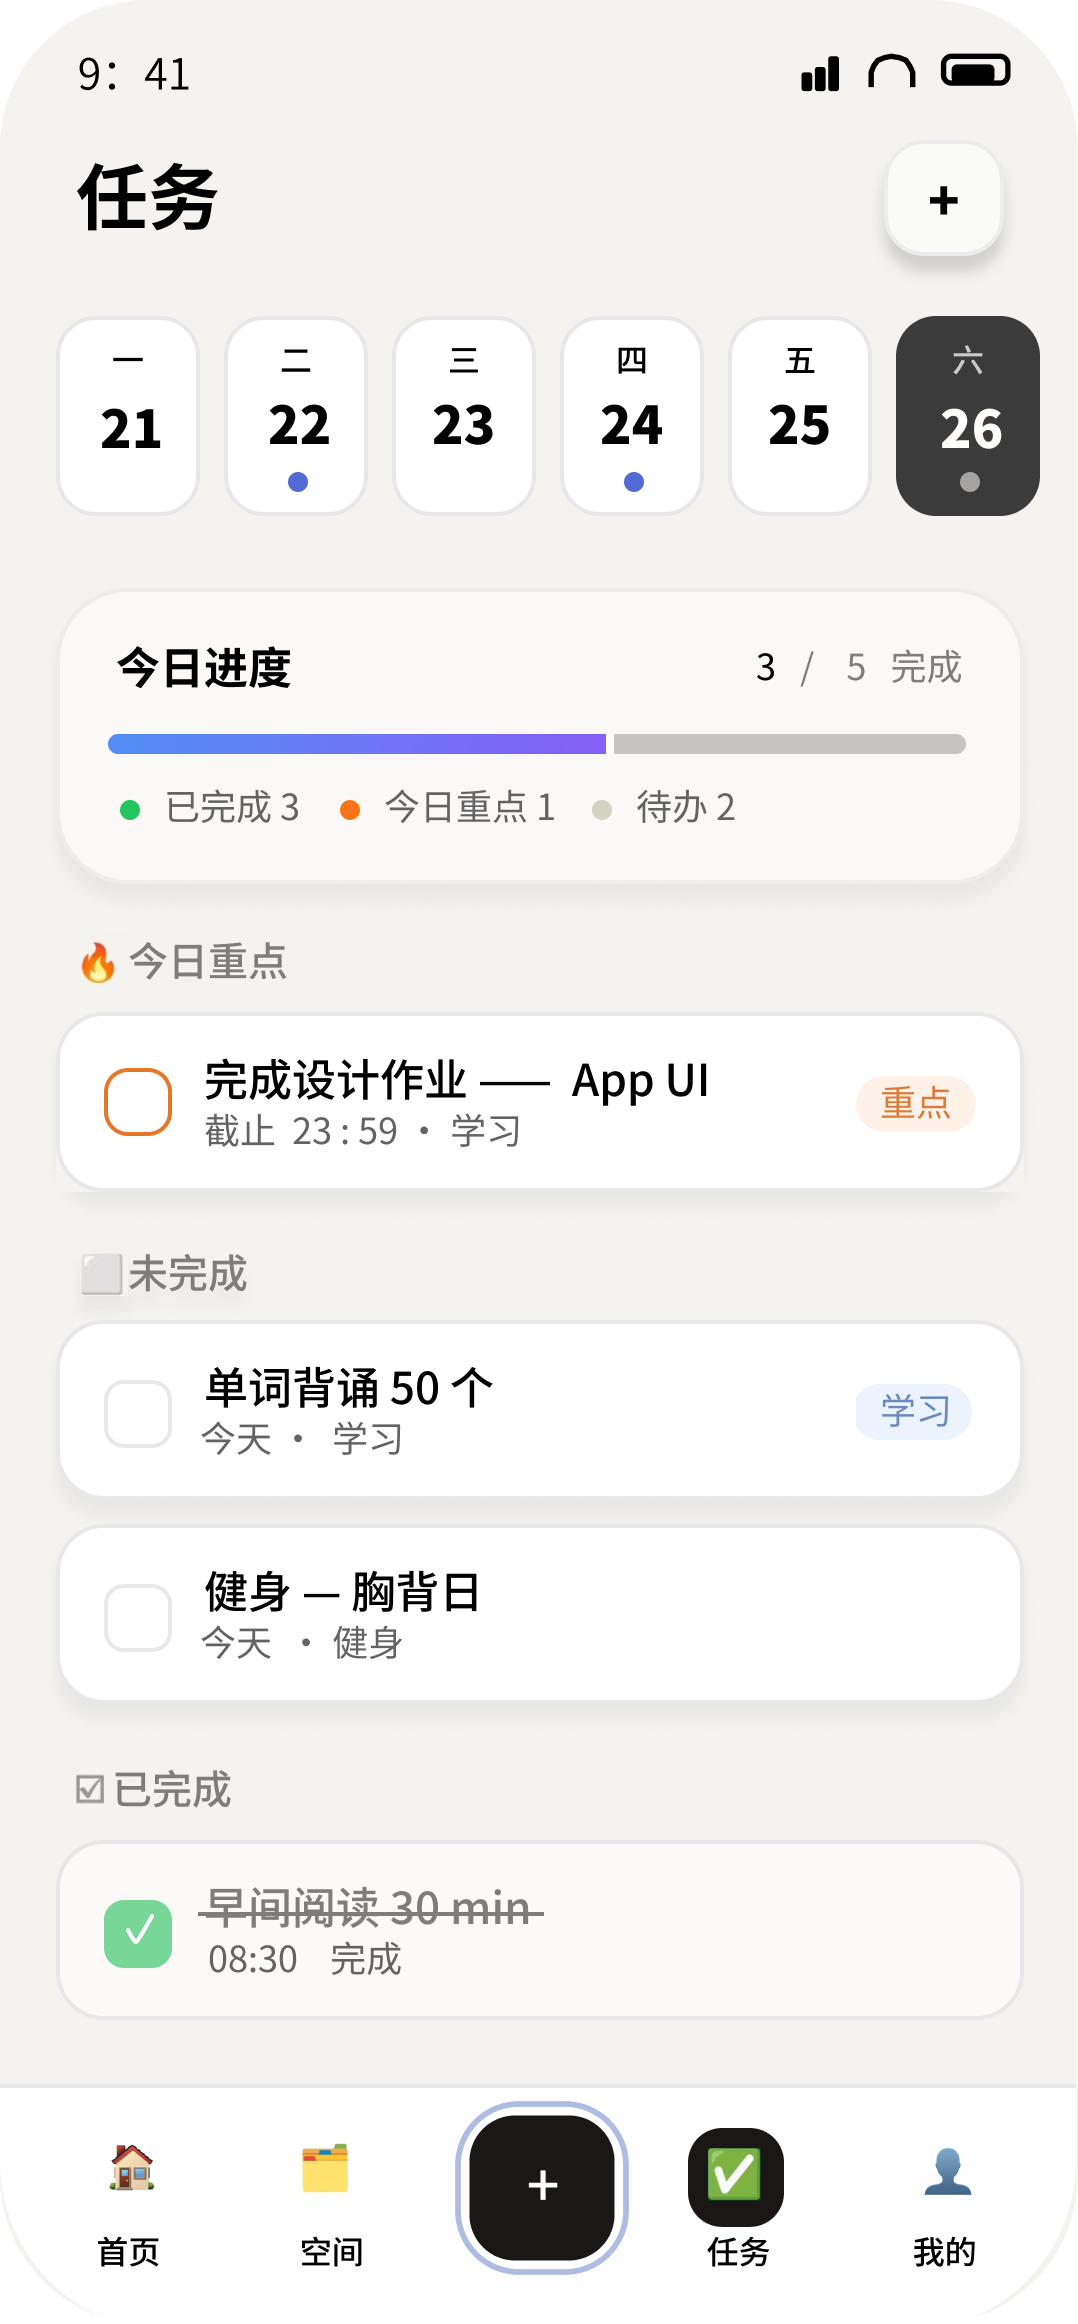 9：41
任务
+
一 二 三 四 五 六
21 22 23 24 25 26
今日进度 3 / 5 完成
已完成 3 今日重点 1 待办 2
🔥 今日重点
完成设计作业 —— App UI
截止 23 : 59 · 学习
重点
未完成
单词背诵 50 个
今天 · 学习
学习
健身 — 胸背日
今天 · 健身
☑ 已完成
早间阅读 30 min
08:30 完成
+
首页 空间 任务 我的